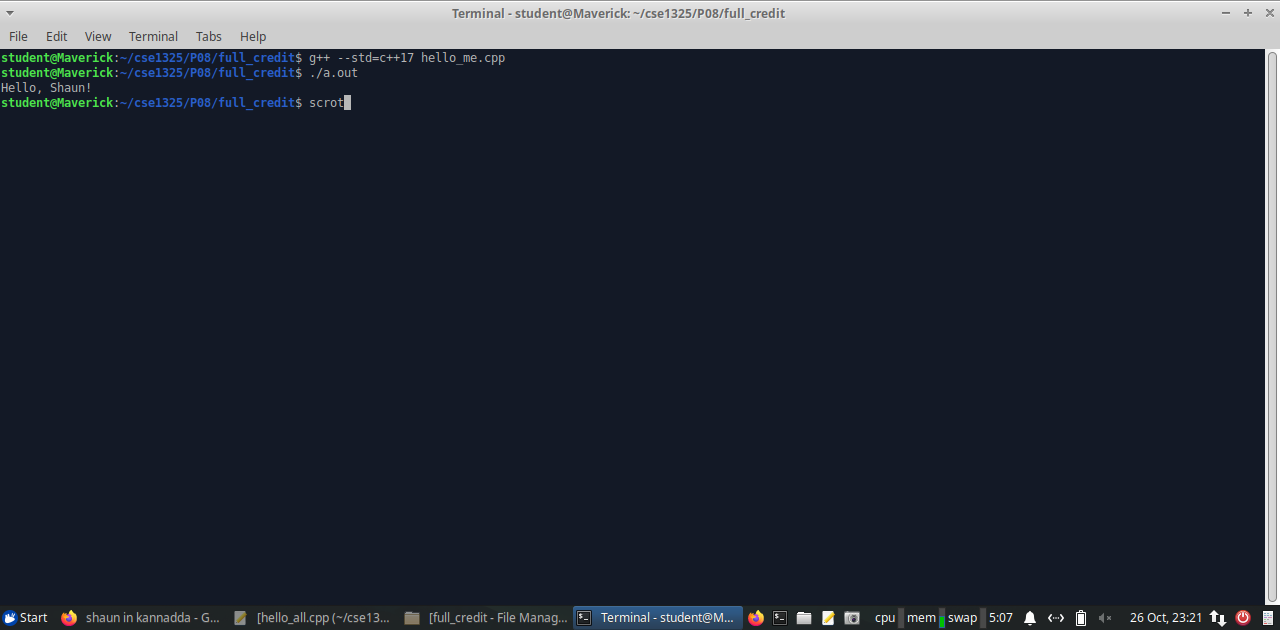 Terminal - student@Maverick: ~/cse1325/P08/full_credit
File Edit View Terminal Tabs Help
student@Maverick:~/cse1325/P08/full_credit$ g++ --std=c++17 hello_me.cpp
student@Maverick:~/cse1325/P08/full_credit$ ./a.out
Hello, Shaun!
student@Maverick:~/cse1325/P08/full_credit$ scrot
Start shaun in kannadda - G... [hello_all.cpp (~/cse13... [full_credit - File Manag... Terminal - student@M... cpu mem swap 5:07 26 Oct, 23:21